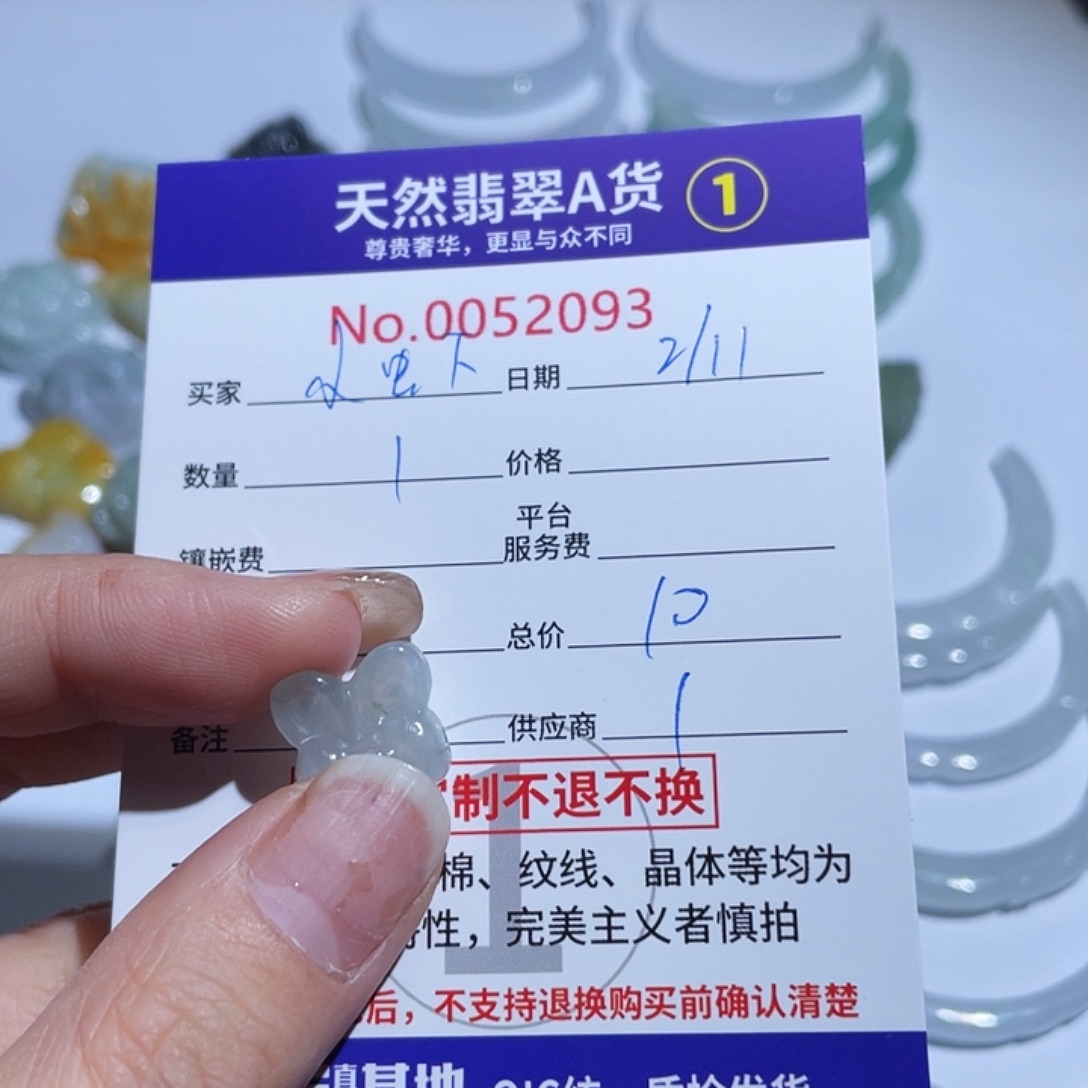 天然翡翠A货 1
尊贵奢华，更显与众不同
No.0052093
买家 日期 2/11
数量 1 价格
平台
镶嵌费 服务费
总价 10
备注 供应商 1
制不退不换
棉、纹线、晶体等均为
特性，完美主义者慎拍
后，不支持退换购买前确认清楚
镇基地